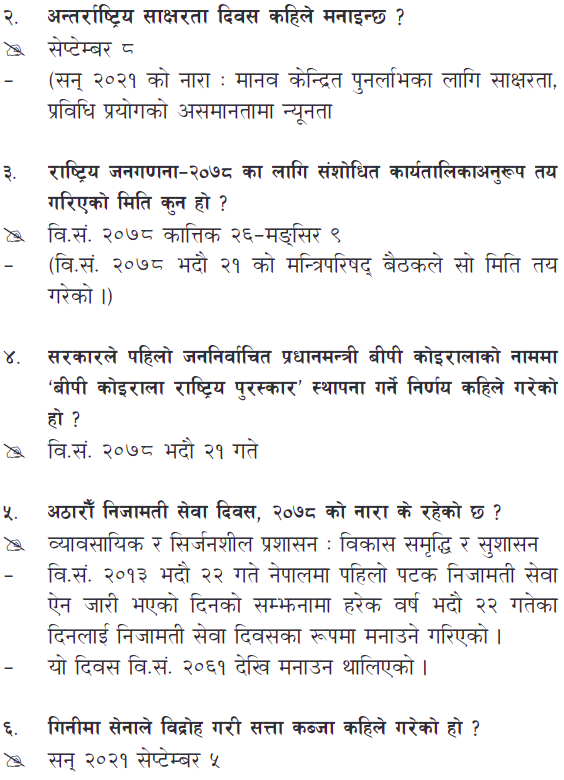 २. अन्तर्राष्ट्रिय साक्षरता दिवस कहिले मनाइन्छ ?
सेप्टेम्बर ८
– (सन् २०२१ को नारा : मानव केन्द्रित पुनर्लाभका लागि साक्षरता,
प्रविधि प्रयोगको असमानतामा न्यूनता
३. राष्ट्रिय जनगणना–२०७८ का लागि संशोधित कार्यतालिकाअनुरूप तय
गरिएको मिति कुन हो ?
वि.सं. २०७८ कात्तिक २६–मङ्सिर ९
– (वि.सं. २०७८ भदौ २१ को मन्त्रिपरिषद् बैठकले सो मिति तय
गरेको ।)
४. सरकारले पहिलो जननिर्वाचित प्रधानमन्त्री बीपी कोइरालाको नाममा
‘बीपी कोइराला राष्ट्रिय पुरस्कार’ स्थापना गर्ने निर्णय कहिले गरेको
हो ?
वि.सं. २०७८ भदौ २१ गते
५. अठारौँ निजामती सेवा दिवस, २०७८ को नारा के रहेको छ ?
व्यावसायिक र सिर्जनशील प्रशासन : विकास समृद्धि र सुशासन
– वि.सं. २०१३ भदौ २२ गते नेपालमा पहिलो पटक निजामती सेवा
ऐन जारी भएको दिनको सम्झनामा हरेक वर्ष भदौ २२ गतेका
दिनलाई निजामती सेवा दिवसका रूपमा मनाउने गरिएको ।
– यो दिवस वि.सं. २०६१ देखि मनाउन थालिएको ।
६. गिनीमा सेनाले विद्रोह गरी सत्ता कब्जा कहिले गरेको हो ?
सन् २०२१ सेप्टेम्बर ५